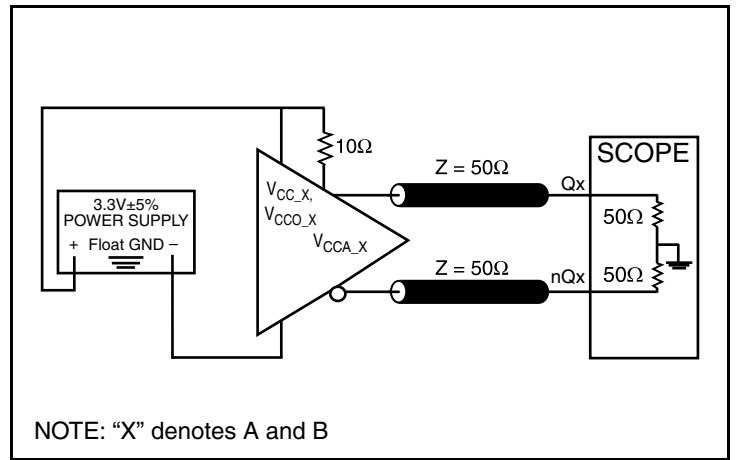 3.3V±5%
POWER SUPPLY
+ Float GND –
10Ω
V_CC_X,
V_CCO_X
V_CCA_X
Z = 50Ω
Qx
Z = 50Ω
nQx
SCOPE
50Ω
50Ω
NOTE: “X” denotes A and B